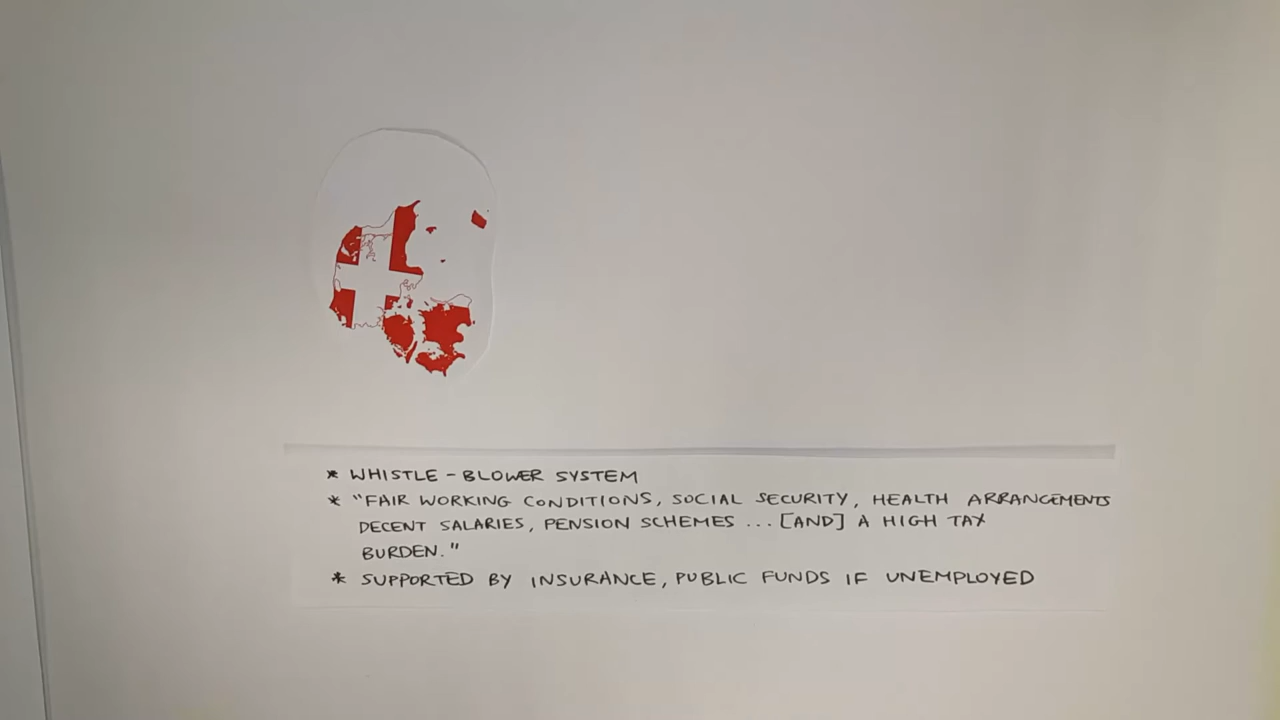 * WHISTLE-BLOWER SYSTEM
* "FAIR WORKING CONDITIONS, SOCIAL SECURITY, HEALTH ARRANGEMENTS
DECENT SALARIES, PENSION SCHEMES ... [AND] A HIGH TAX
BURDEN."
* SUPPORTED BY INSURANCE, PUBLIC FUNDS IF UNEMPLOYED